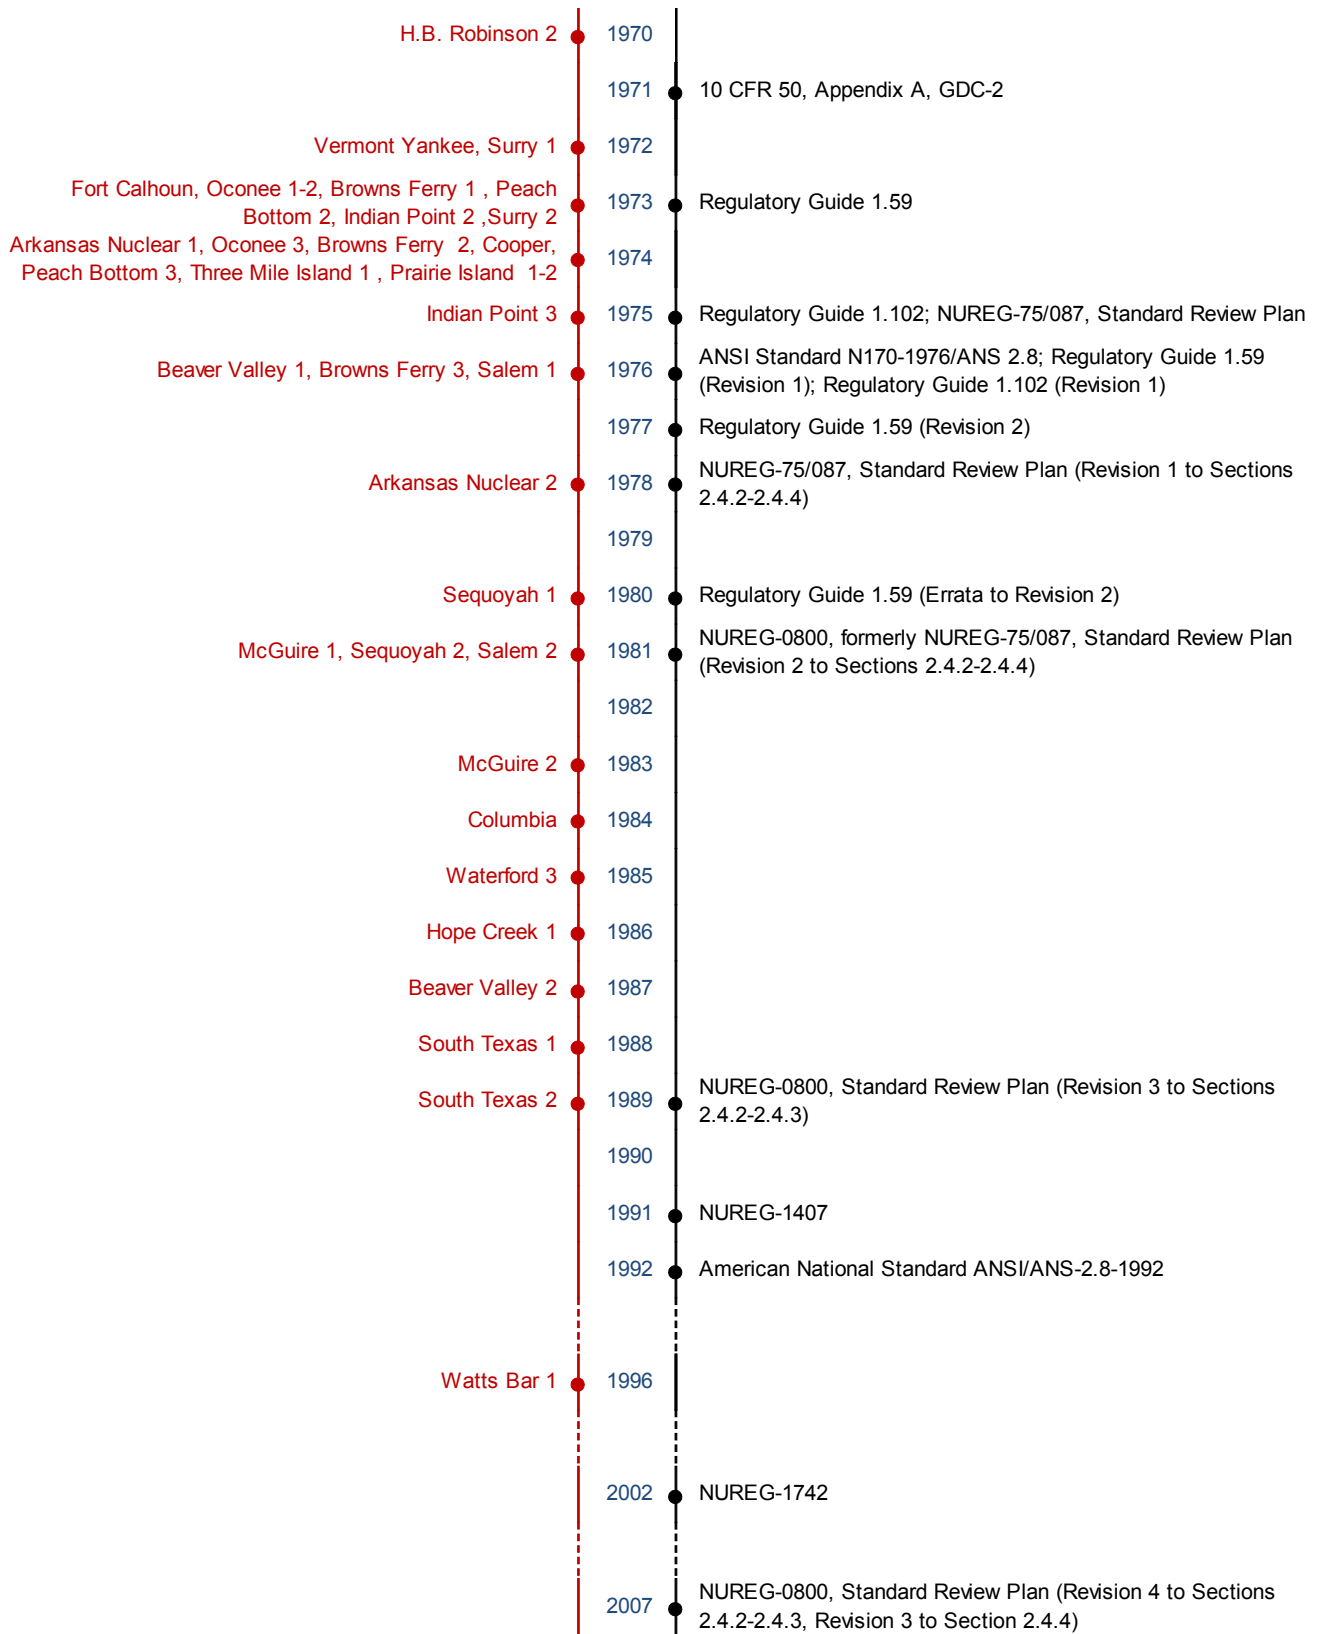 H.B. Robinson 2 1970
1971 10 CFR 50, Appendix A, GDC-2
Vermont Yankee, Surry 1 1972
Fort Calhoun, Oconee 1-2, Browns Ferry 1 , Peach
Bottom 2, Indian Point 2 ,Surry 2
1973 Regulatory Guide 1.59
Arkansas Nuclear 1, Oconee 3, Browns Ferry 2, Cooper,
Peach Bottom 3, Three Mile Island 1 , Prairie Island 1-2
1974
Indian Point 3 1975 Regulatory Guide 1.102; NUREG-75/087, Standard Review Plan
Beaver Valley 1, Browns Ferry 3, Salem 1 1976
ANSI Standard N170-1976/ANS 2.8; Regulatory Guide 1.59
(Revision 1); Regulatory Guide 1.102 (Revision 1)
1977 Regulatory Guide 1.59 (Revision 2)
Arkansas Nuclear 2 1978
NUREG-75/087, Standard Review Plan (Revision 1 to Sections
2.4.2-2.4.4)
1979
Sequoyah 1 1980 Regulatory Guide 1.59 (Errata to Revision 2)
McGuire 1, Sequoyah 2, Salem 2 1981
NUREG-0800, formerly NUREG-75/087, Standard Review Plan
(Revision 2 to Sections 2.4.2-2.4.4)
1982
McGuire 2 1983
Columbia 1984
Waterford 3 1985
Hope Creek 1 1986
Beaver Valley 2 1987
South Texas 1 1988
South Texas 2 1989
NUREG-0800, Standard Review Plan (Revision 3 to Sections
2.4.2-2.4.3)
1990
1991 NUREG-1407
1992 American National Standard ANSI/ANS-2.8-1992
Watts Bar 1 1996
2002 NUREG-1742
2007
NUREG-0800, Standard Review Plan (Revision 4 to Sections
2.4.2-2.4.3, Revision 3 to Section 2.4.4)